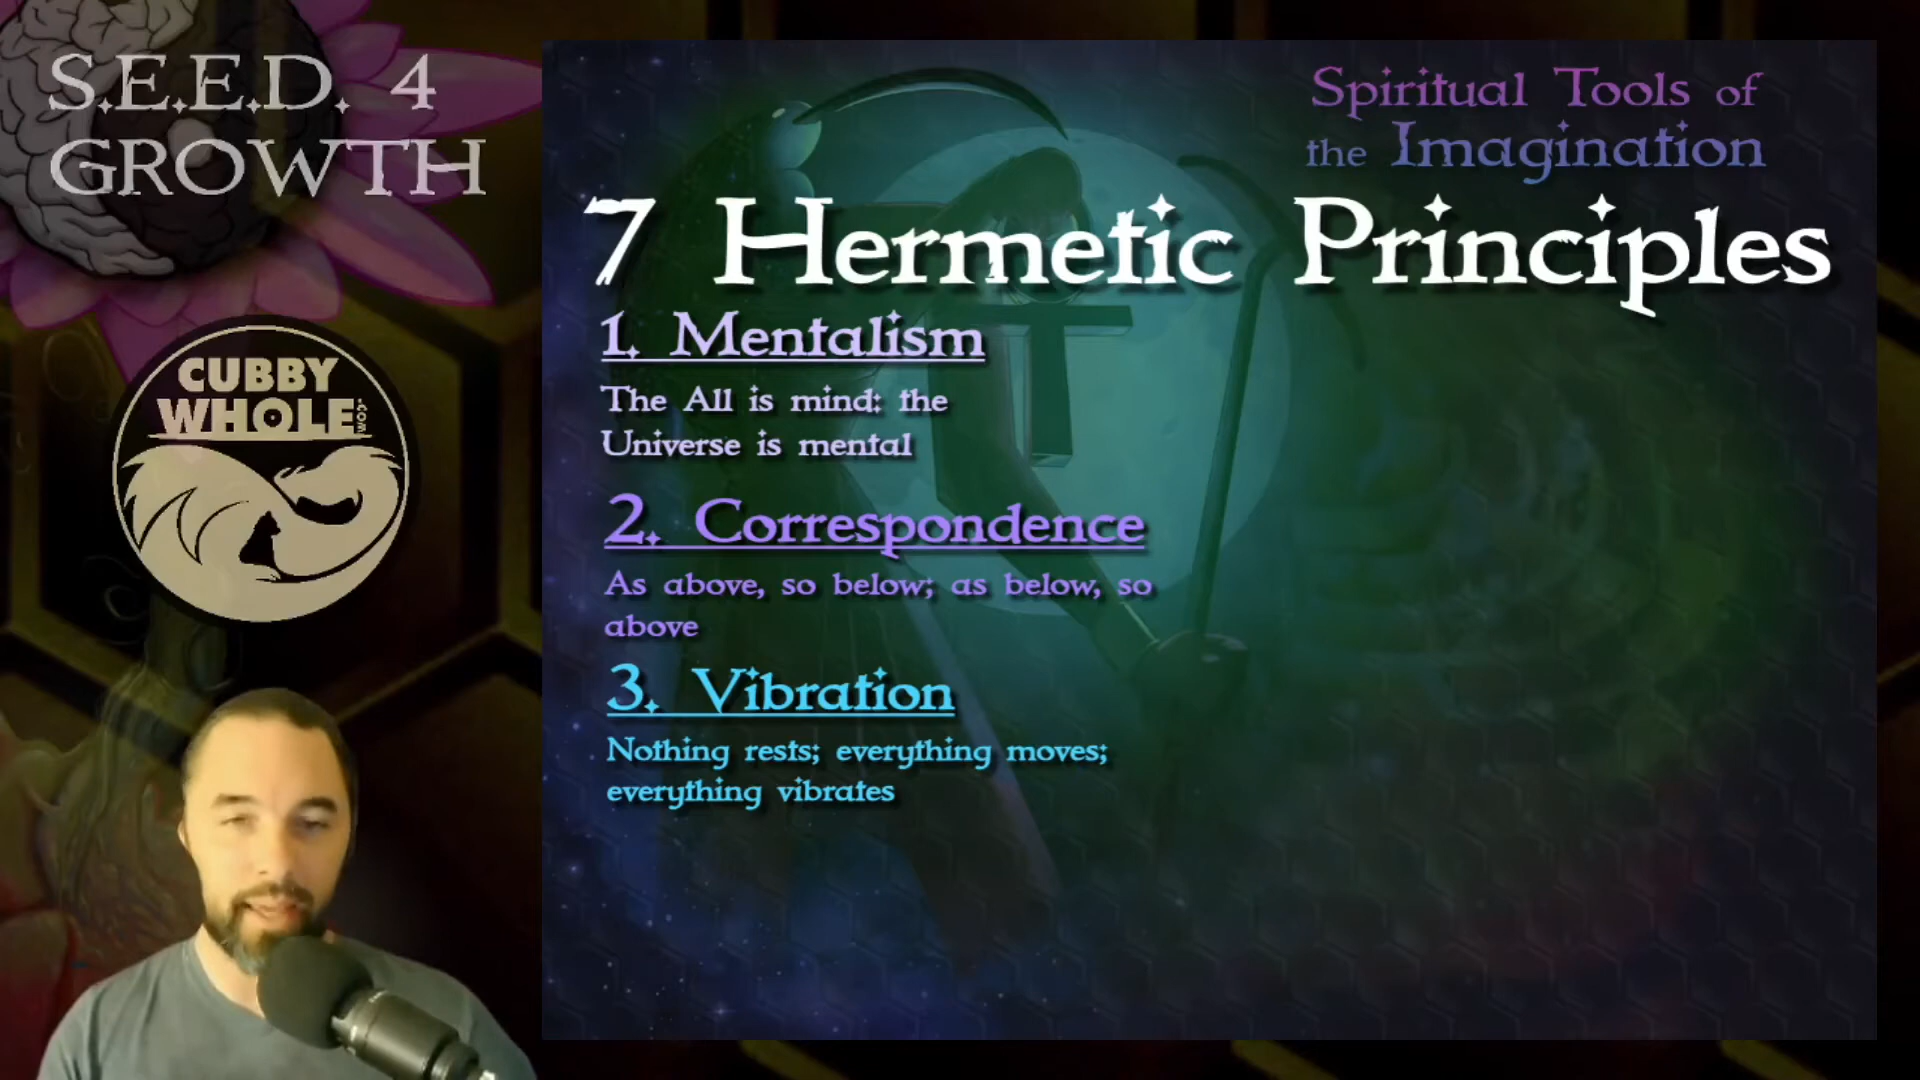 S.E.E.D. 4
GROWTH
CUBBY
WHOLE.COM
Spiritual Tools of
the Imagination
7 Hermetic Principles
1. Mentalism
The All is mind: the
Universe is mental
2. Correspondence
As above, so below; as below, so
above
3. Vibration
Nothing rests; everything moves;
everything vibrates